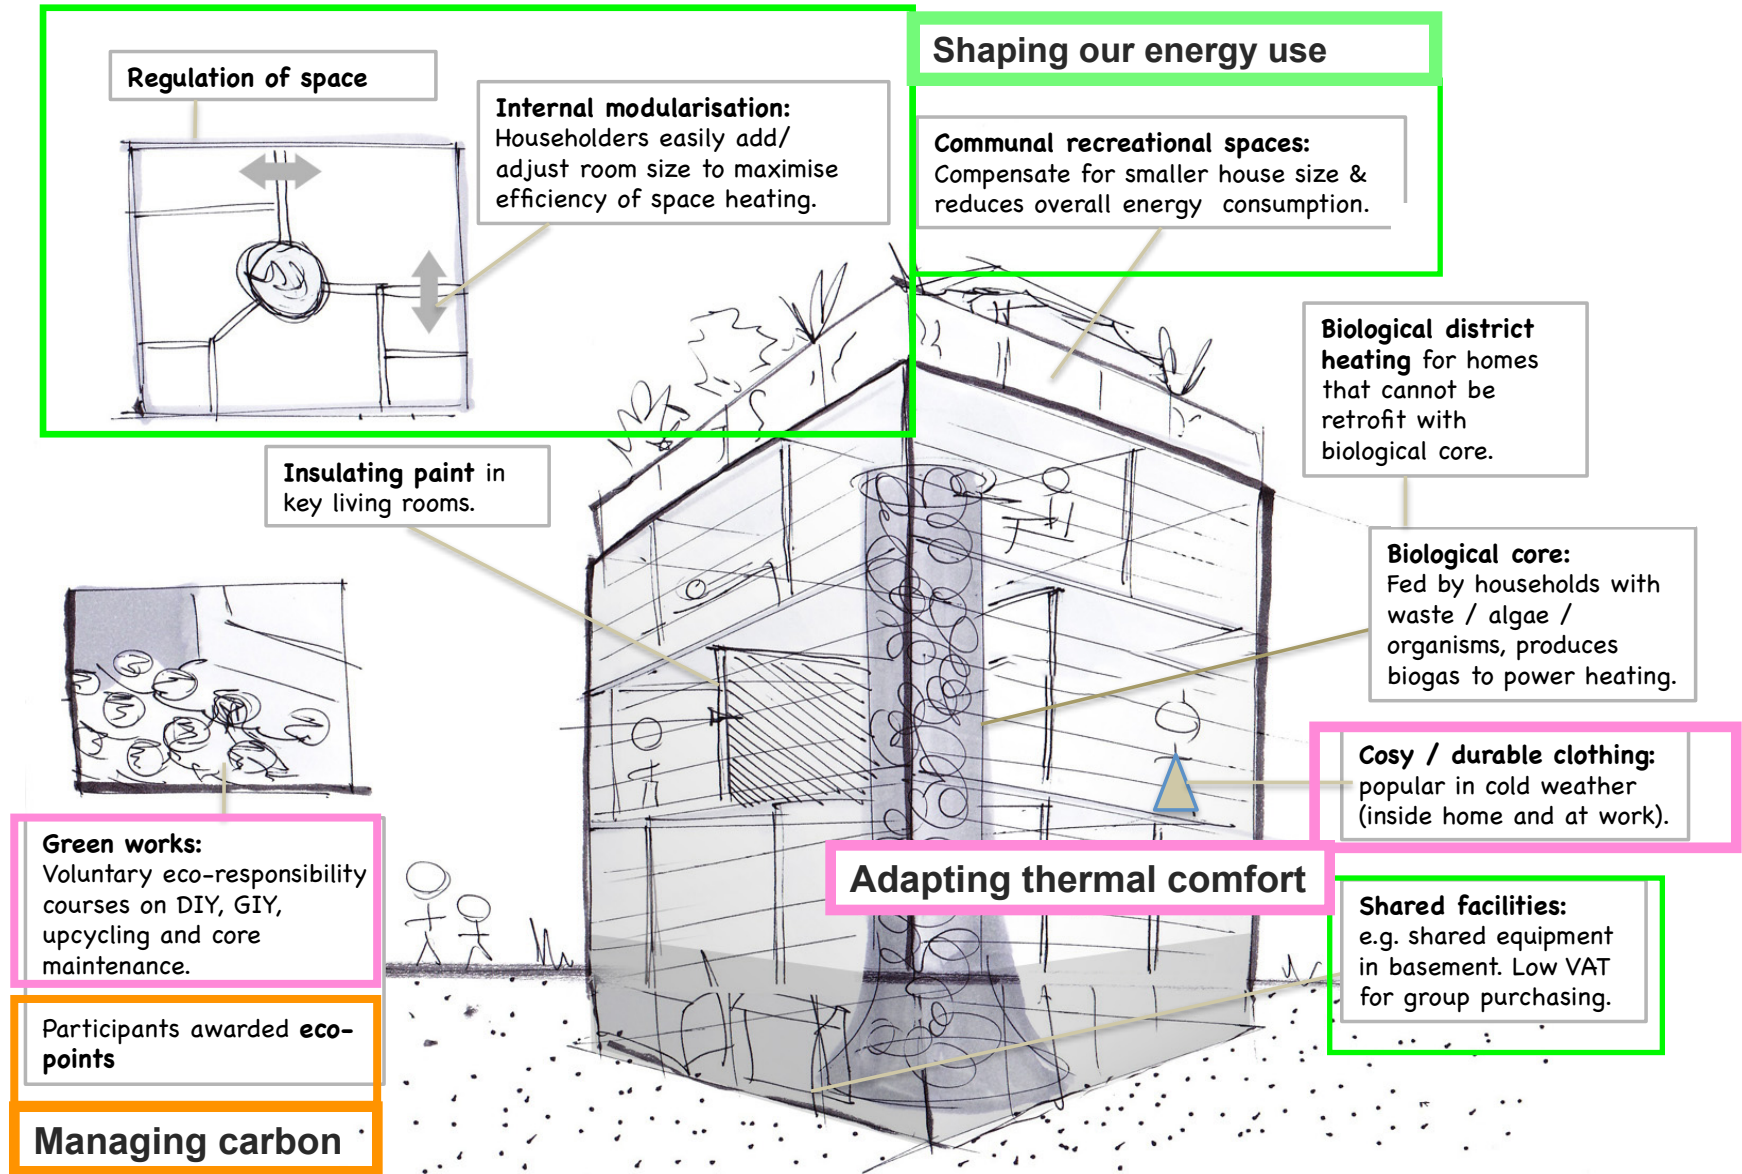 Shaping our energy use
Regulation of space
Internal modularisation:
Householders easily add/
adjust room size to maximise
efficiency of space heating.
Communal recreational spaces:
Compensate for smaller house size &
reduces overall energy consumption.
Biological district
heating for homes
that cannot be
retrofit with
biological core.
Insulating paint in
key living rooms.
Biological core:
Fed by households with
waste / algae /
organisms, produces
biogas to power heating.
Cosy / durable clothing:
popular in cold weather
(inside home and at work).
Adapting thermal comfort
Green works:
Voluntary eco-responsibility
courses on DIY, GIY,
upcycling and core
maintenance.
Shared facilities:
e.g. shared equipment
in basement. Low VAT
for group purchasing.
Participants awarded eco-
points
Managing carbon